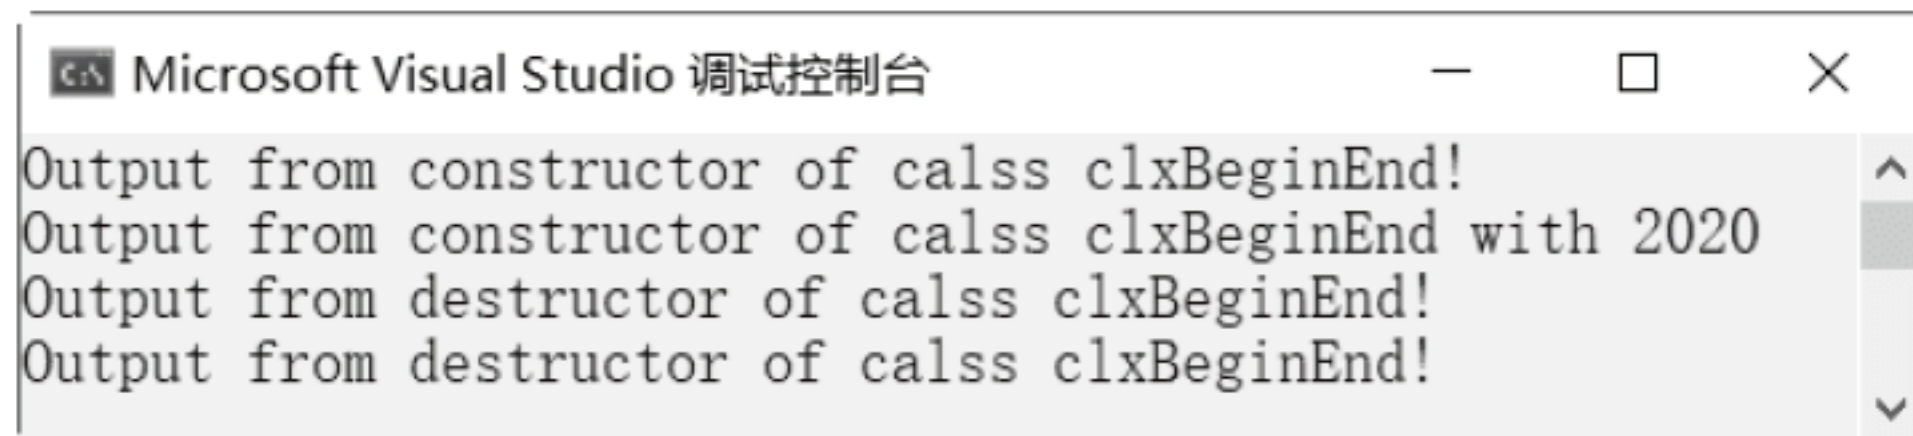 Microsoft Visual Studio 调试控制台
Output from constructor of calss clxBeginEnd!
Output from constructor of calss clxBeginEnd with 2020
Output from destructor of calss clxBeginEnd!
Output from destructor of calss clxBeginEnd!